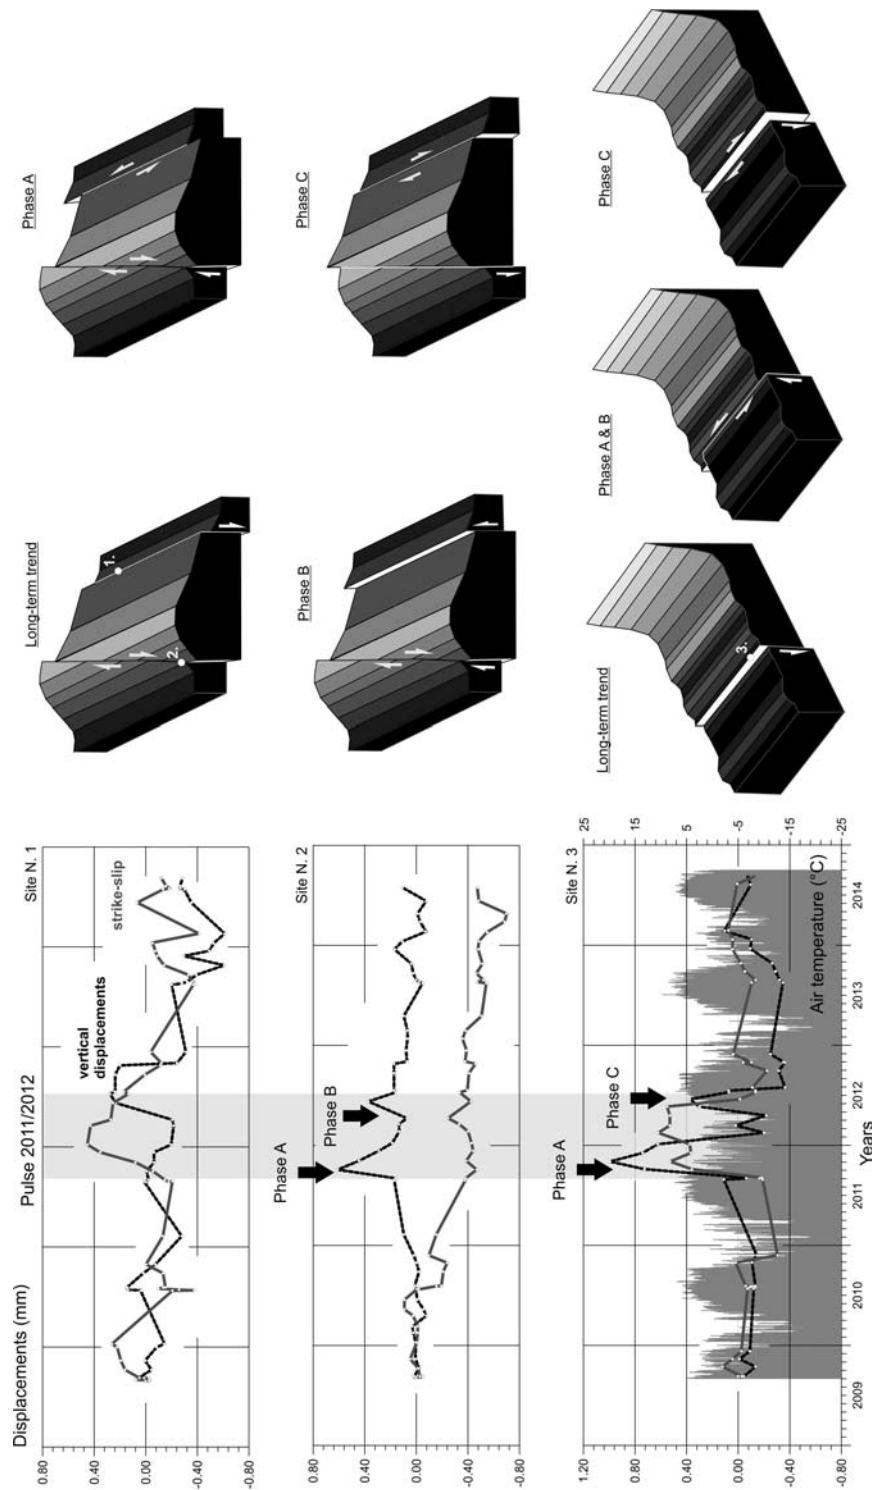 Displacements (mm)
Pulse 2011/2012
Site N. 1
0.80
0.40
0.00
-0.40
-0.80
vertical
displacements
strike-slip
Site N. 2
0.80
0.40
0.00
-0.40
-0.80
Phase A
Phase B
Site N. 3
1.20
0.80
0.40
0.00
-0.40
-0.80
Phase A
Phase C
25
15
5
-5
-15
-25
Air temperature (°C)
2009
2010
2011
2012
2013
2014
Years
Long-term trend
1.
2.
Phase A
Phase B
Phase C
Long-term trend
3.
Phase A & B
Phase C